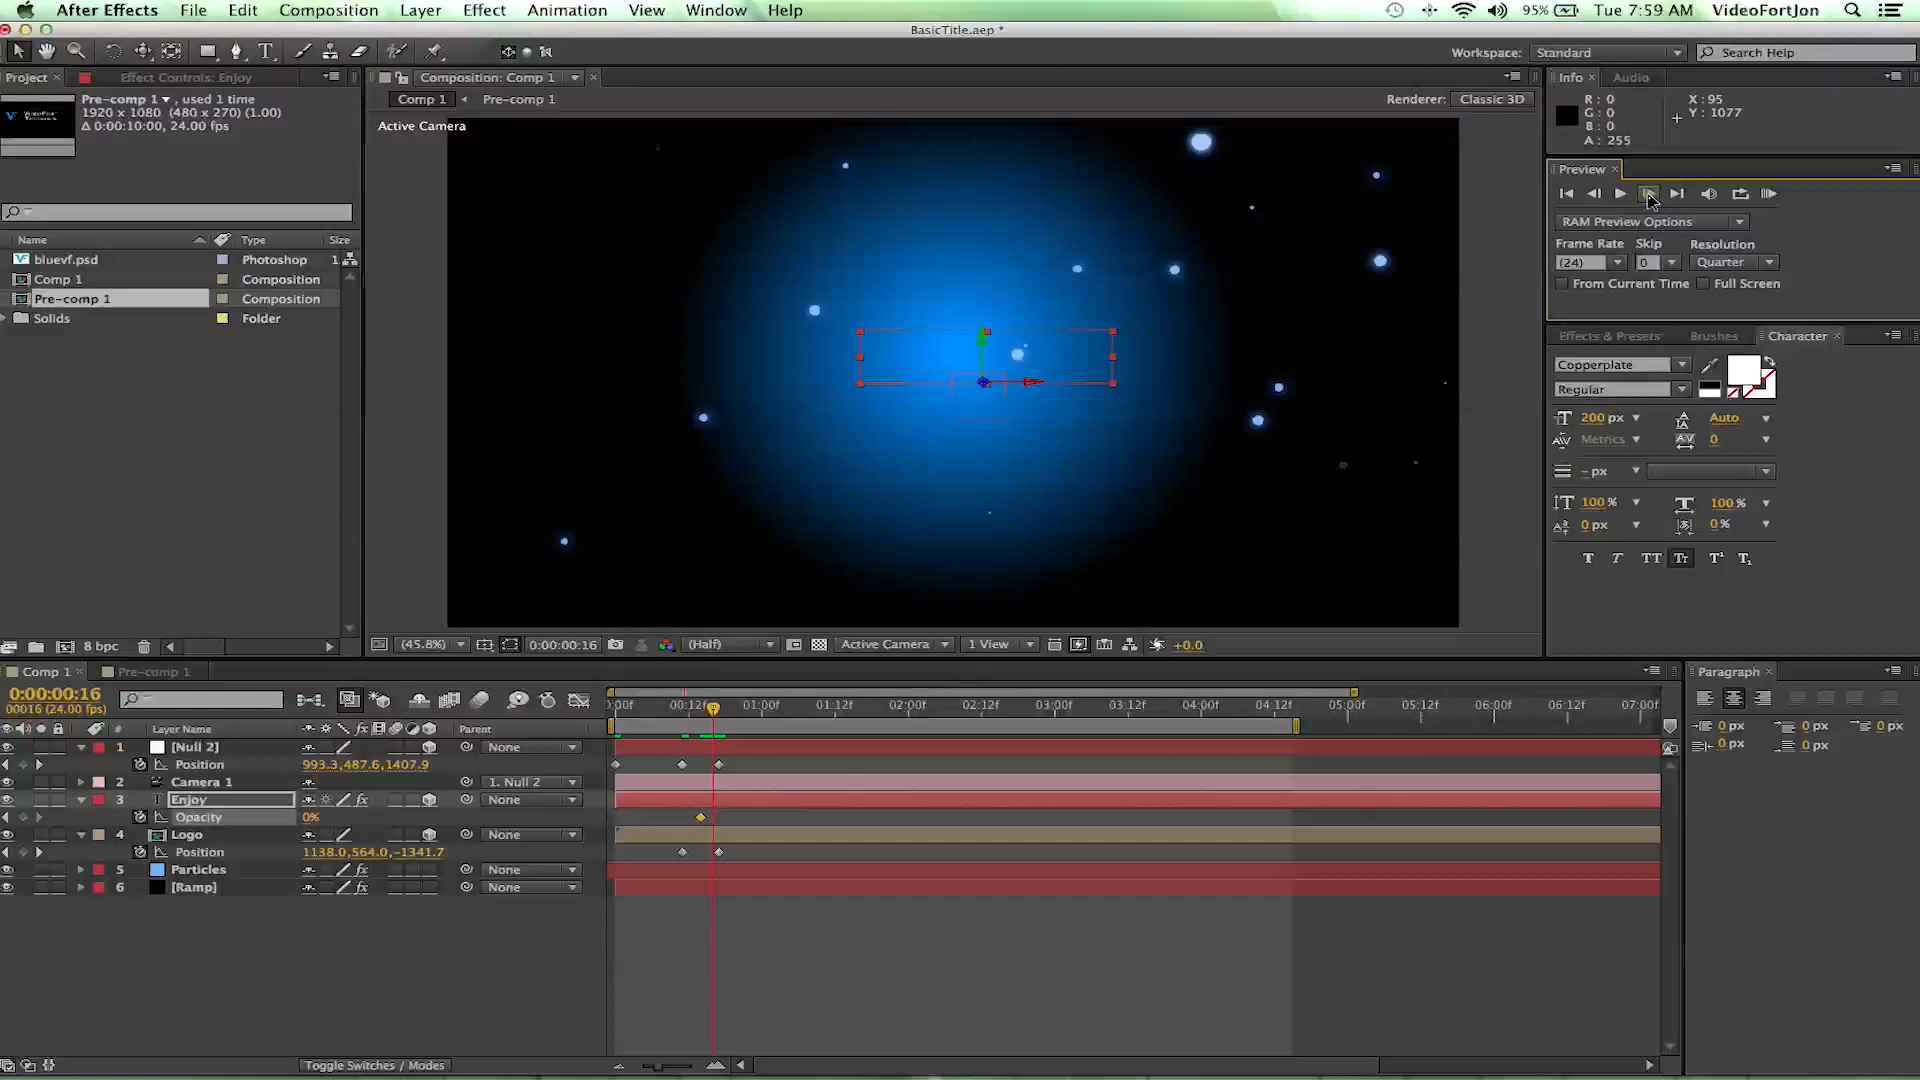 After Effects File Edit Composition Layer Effect Animation View Window Help 95% Tue 7:59 AM VideoFortJon
BasicTitle.aep *
Workspace: Standard Search Help
Project Effect Controls: Enjoy Composition: Comp 1 Info Audio
Pre-comp 1 , used 1 time
1920 x 1080 (480 x 270) (1.00)
Δ 0:00:10:00, 24.00 fps
Comp 1 Pre-comp 1 Renderer: Classic 3D
Active Camera
R: 0 X: 95
G: 0 Y: 1077
B: 0
A: 255
Preview
RAM Preview Options
Frame Rate Skip Resolution
(24) 0 Quarter
From Current Time Full Screen
Name Type Size
bluevf.psd Photoshop 1
Comp 1 Composition
Pre-comp 1 Composition
Solids Folder
Effects & Presets Brushes Character
Copperplate
Regular
200 px Auto
Metrics 0
- px
100 % 100 %
0 px 0 %
T T TT Tr T¹ T₁
8 bpc (45.8%) 0:00:00:16 (Half) Active Camera 1 View +0.0
Comp 1 Pre-comp 1 Paragraph
0:00:00:16
00016 (24.00 fps)
0:00f 00:12f 01:00f 01:12f 02:00f 02:12f 03:00f 03:12f 04:00f 04:12f 05:00f 05:12f 06:00f 06:12f 07:00f
# Layer Name Parent
1 [Null 2] None
Position 993.3,487.6,1407.9
2 Camera 1 1. Null 2
3 Enjoy None
Opacity 0%
4 Logo None
Position 1138.0,564.0,-1341.7
5 Particles None
6 [Ramp] None
0 px 0 px 0 px
0 px 0 px
Toggle Switches / Modes